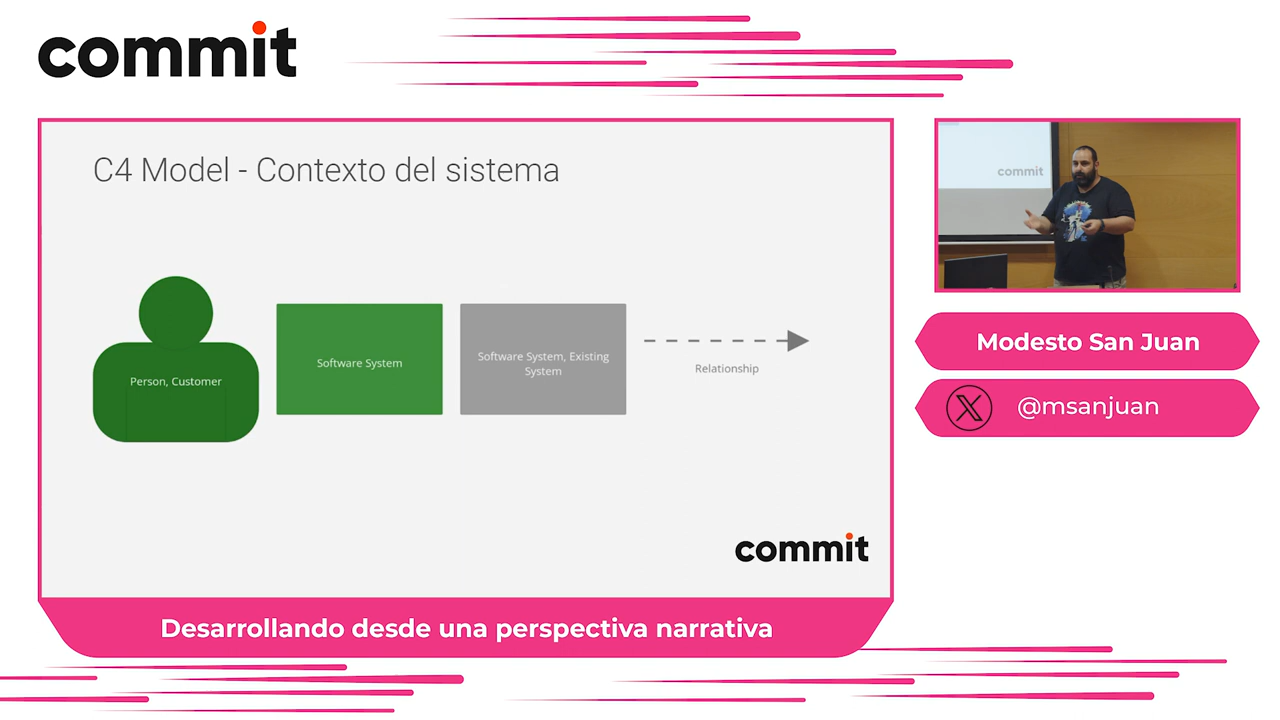 commit
C4 Model - Contexto del sistema
Person, Customer
Software System
Software System, Existing
System
Relationship
commit
Desarrollando desde una perspectiva narrativa
commit
Modesto San Juan
@msanjuan